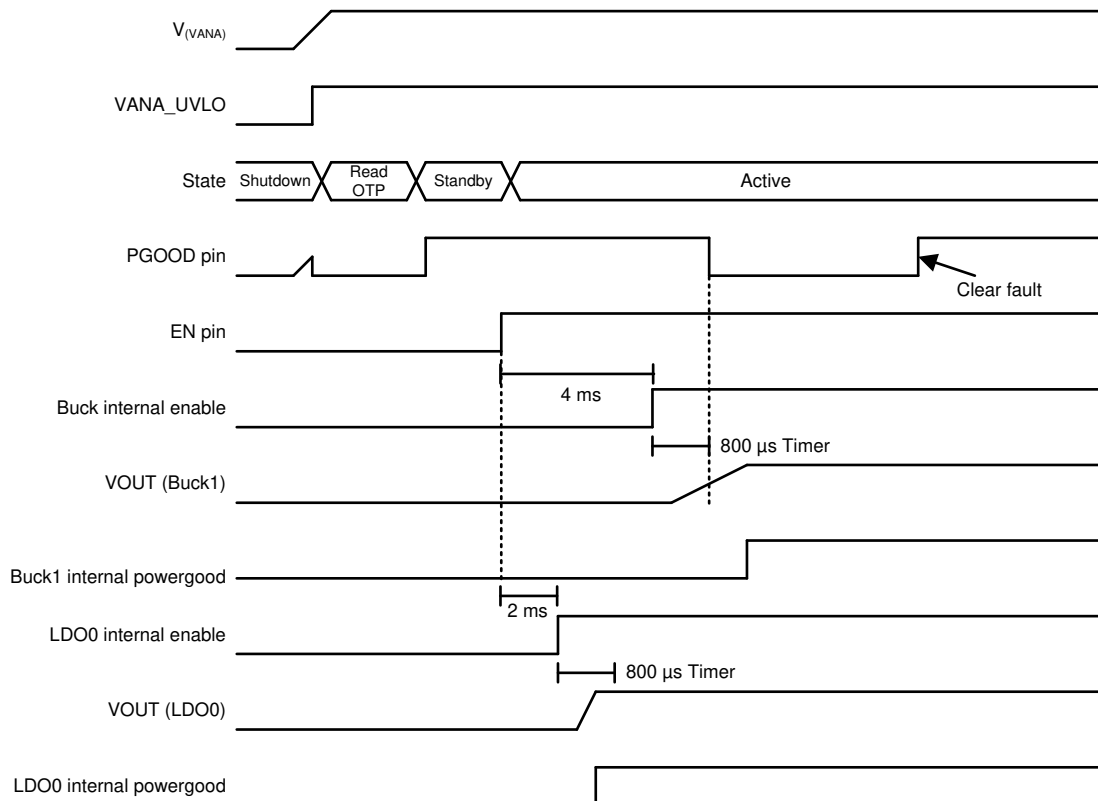 V(VANA)
VANA_UVLO
State
Shutdown
Read
OTP
Standby
Active
PGOOD pin
Clear fault
EN pin
4 ms
Buck internal enable
800 µs Timer
VOUT (Buck1)
Buck1 internal powergood
2 ms
LDO0 internal enable
800 µs Timer
VOUT (LDO0)
LDO0 internal powergood